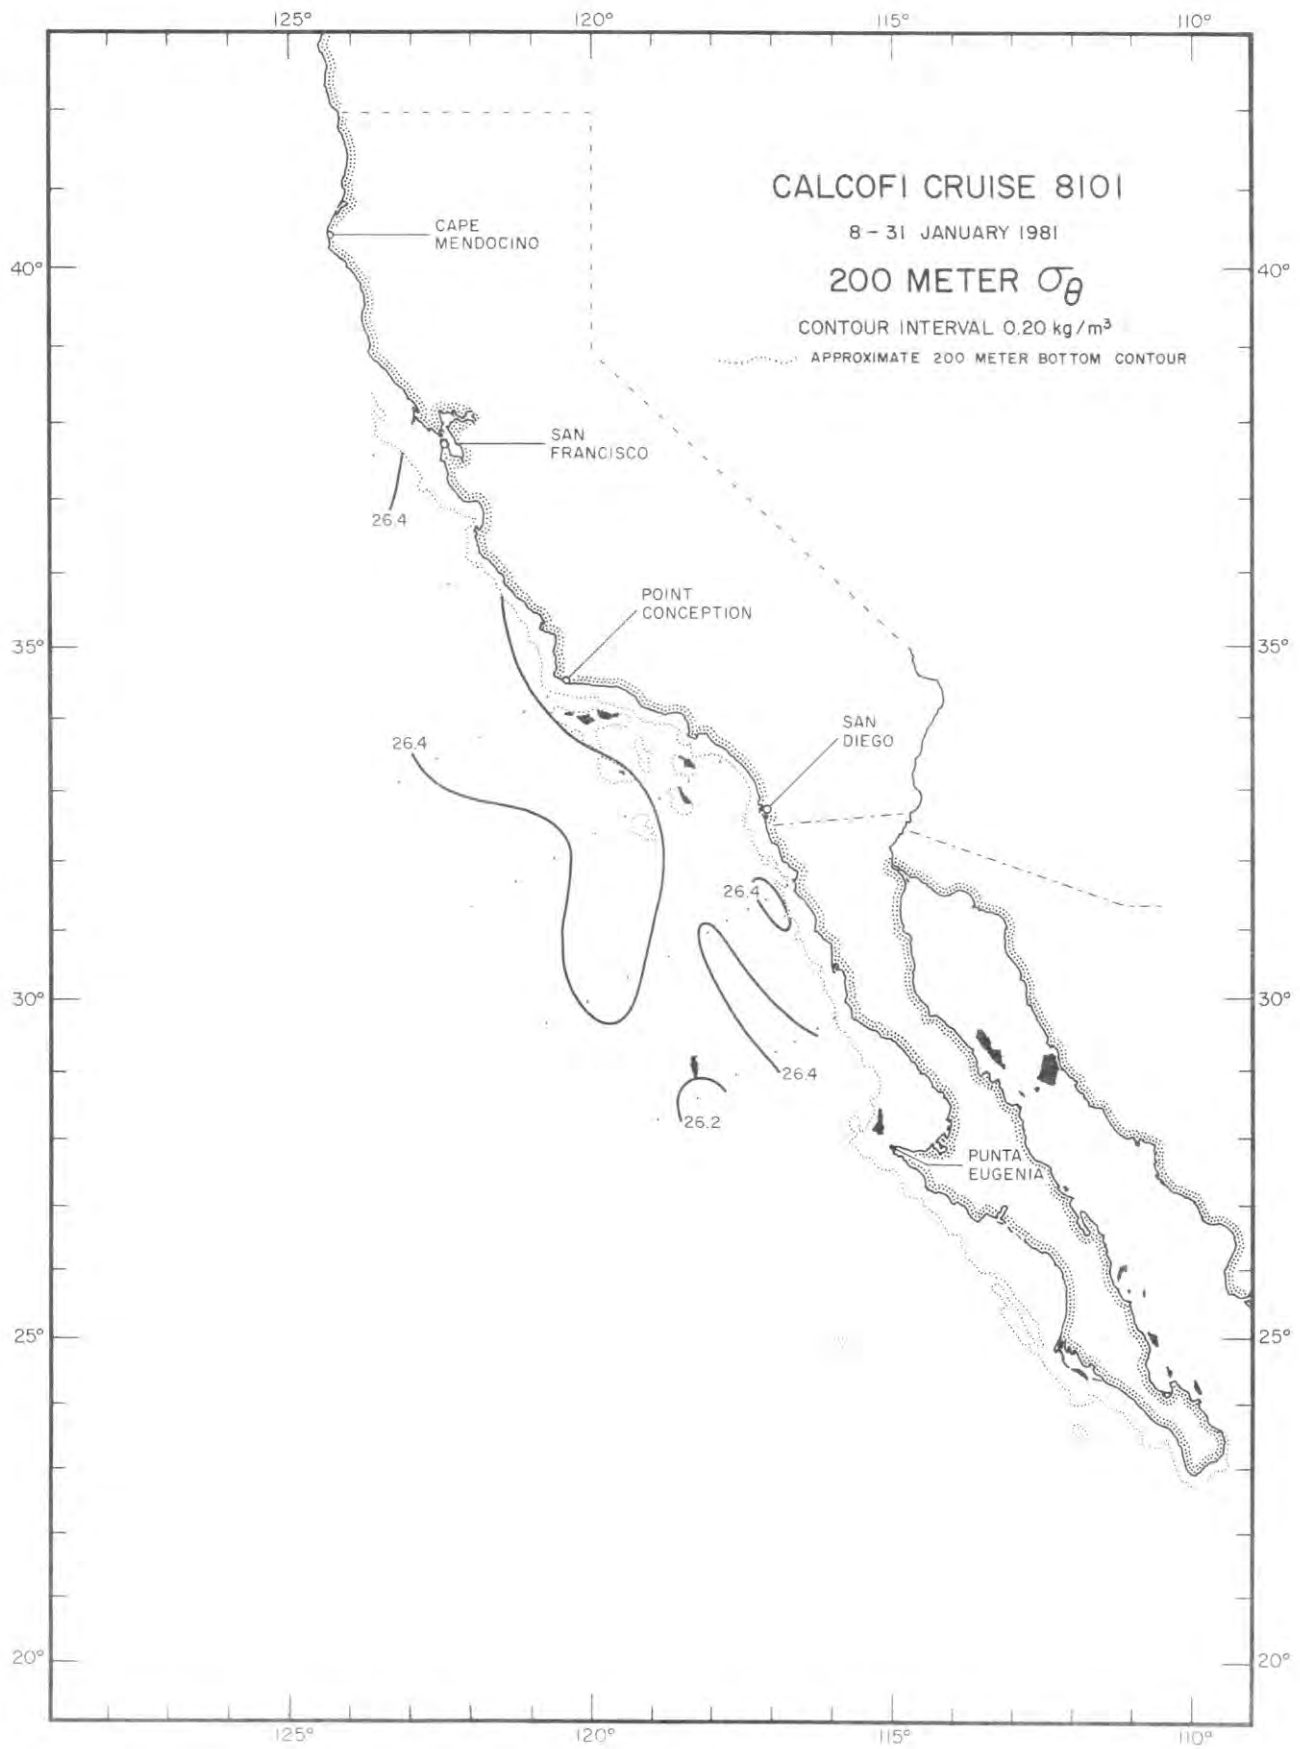 125° 120° 115° 110°
CALCOFI CRUISE 8101
8 – 31 JANUARY 1981
200 METER σθ
CONTOUR INTERVAL 0.20 kg/m³
APPROXIMATE 200 METER BOTTOM CONTOUR
CAPE
MENDOCINO
40° 40°
SAN
FRANCISCO
26.4
POINT
CONCEPTION
35° 35°
SAN
DIEGO
26.4
26.4
30° 30°
26.4
26.2
PUNTA
EUGENIA
25° 25°
20° 20°
125° 120° 115° 110°